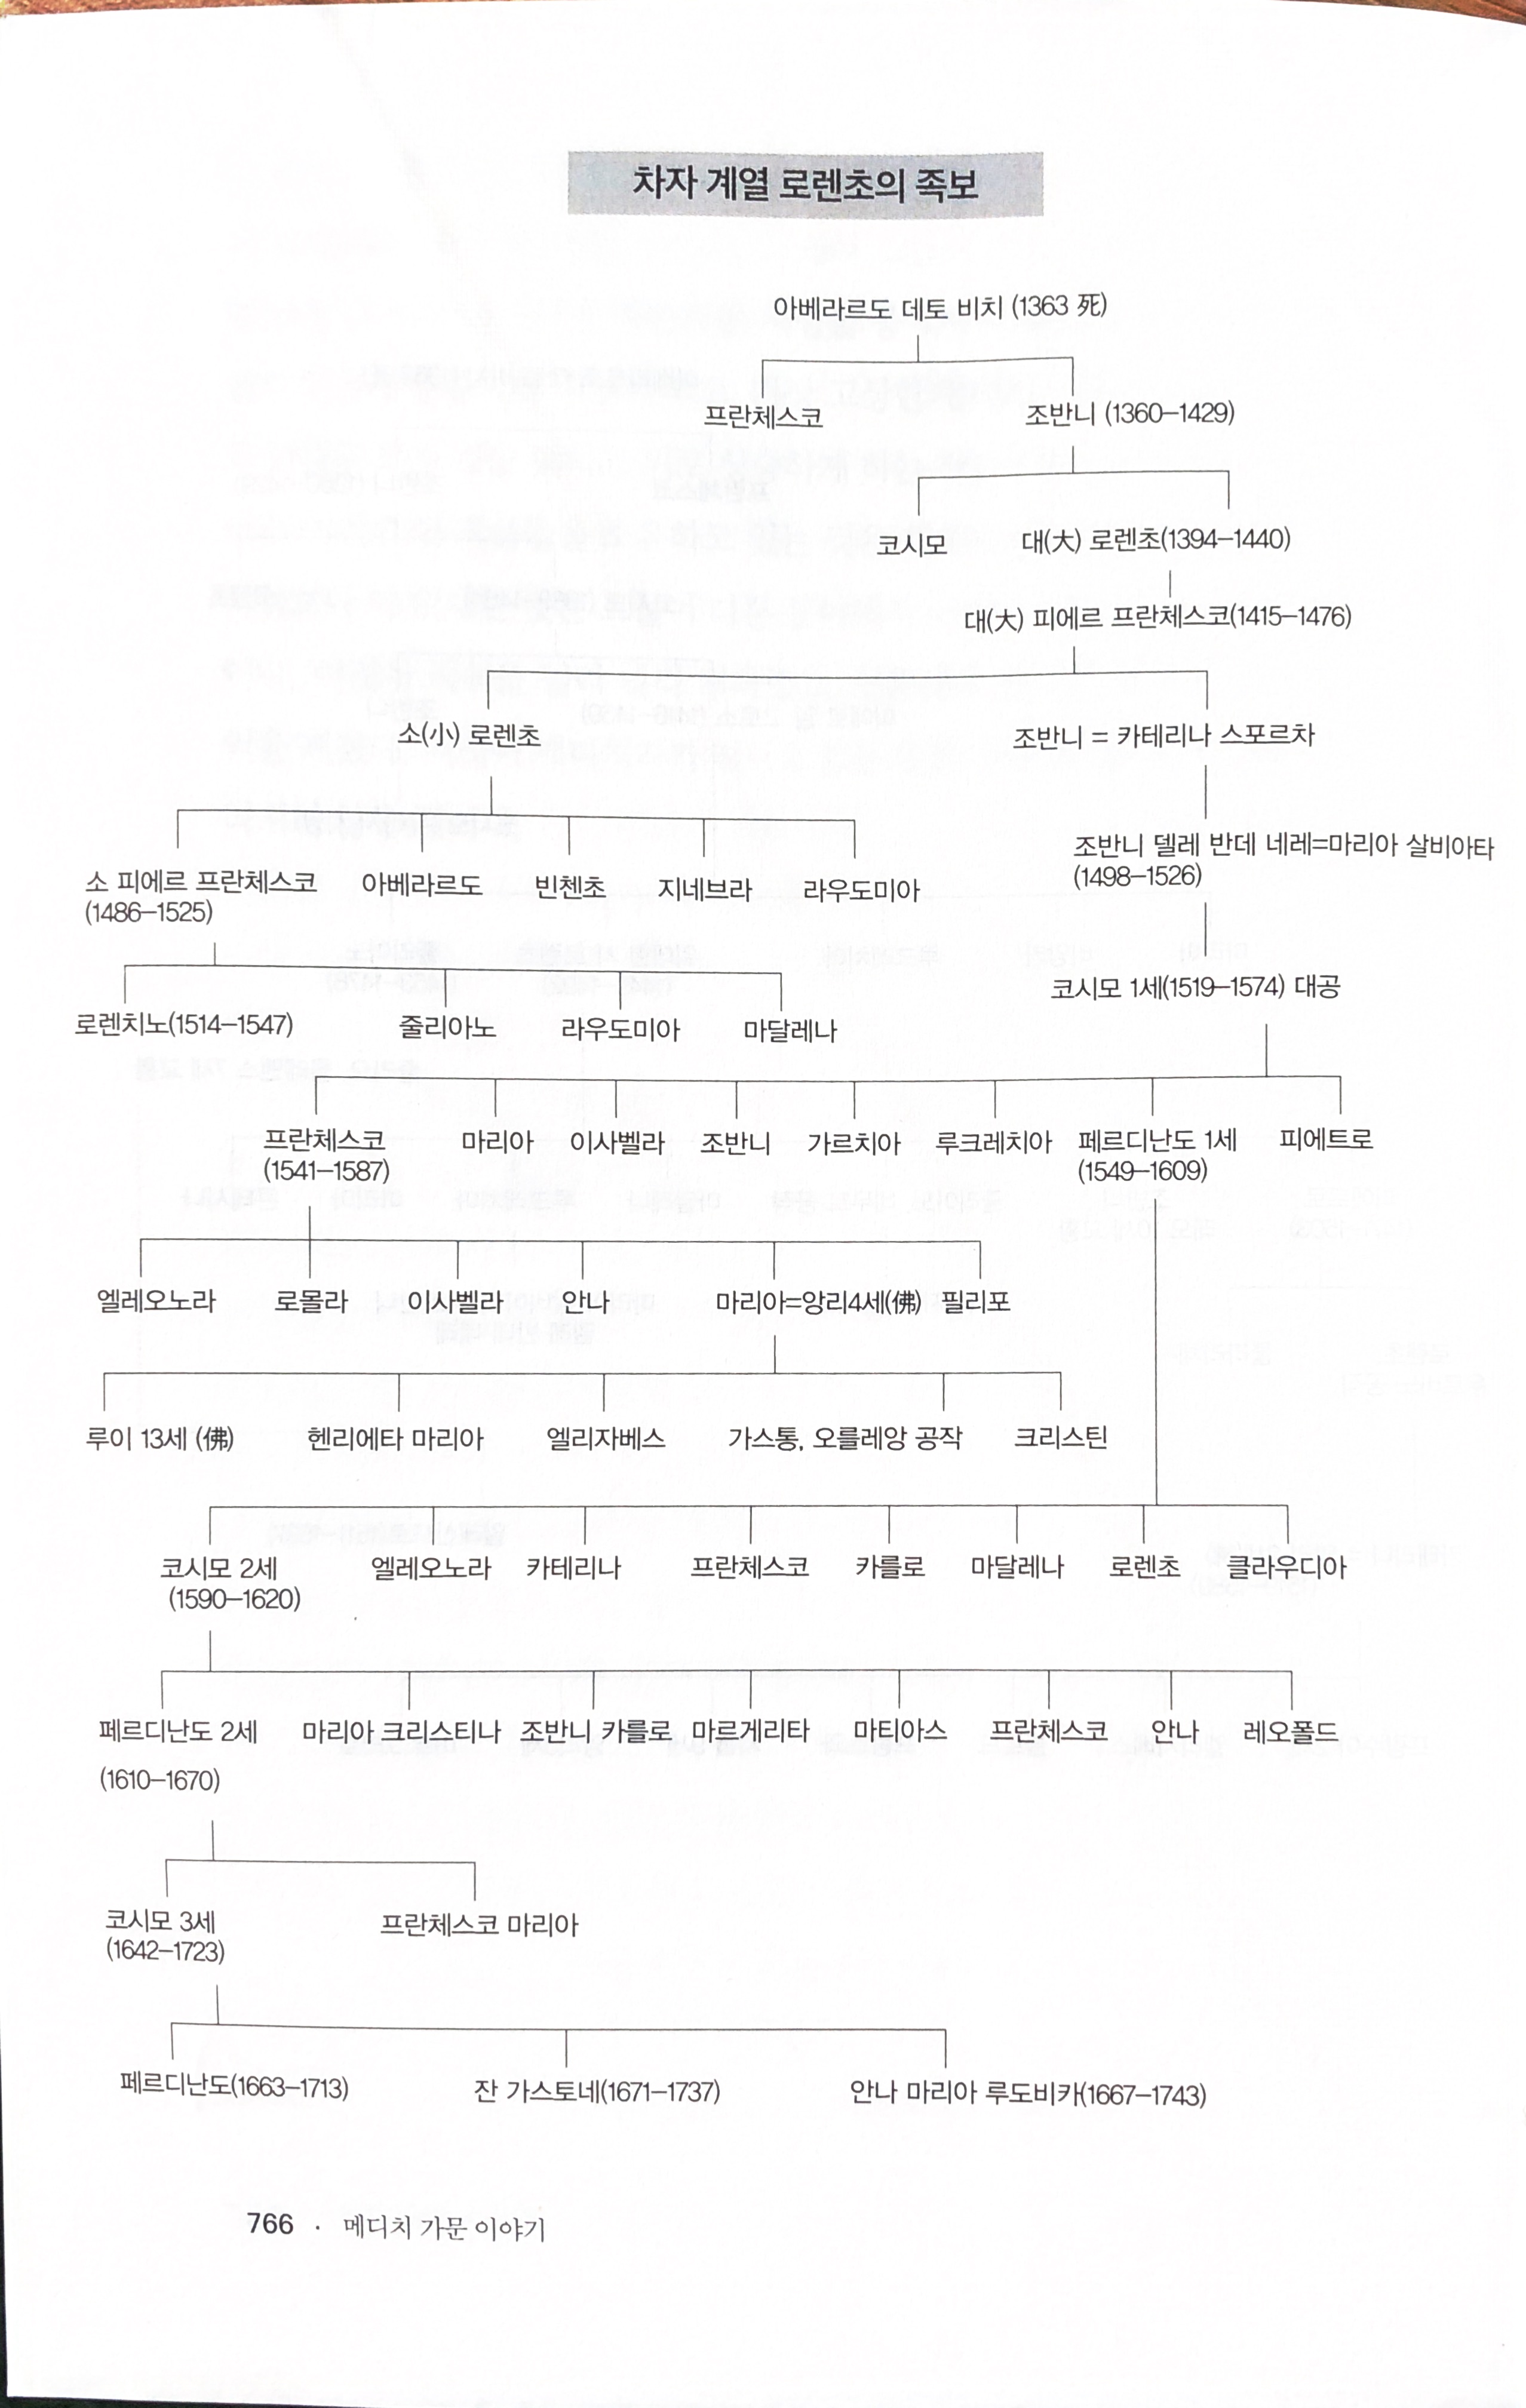 차자 계열 로렌초의 족보
아베라르도 데토 비치 (1363 死)
프란체스코 조반니 (1360–1429)
코시모 대(大) 로렌초(1394–1440)
대(大) 피에르 프란체스코(1415–1476)
소(小) 로렌초 조반니 = 카테리나 스포르차
조반니 델레 반데 네레=마리아 살비아타
(1498–1526)
소 피에르 프란체스코 아베라르도 빈첸초 지네브라 라우도미아
(1486–1525)
코시모 1세(1519–1574) 대공
로렌치노(1514–1547) 줄리아노 라우도미아 마달레나
프란체스코 마리아 이사벨라 조반니 가르치아 루크레치아 페르디난도 1세 피에트로
(1541–1587) (1549–1609)
엘레오노라 로몰라 이사벨라 안나 마리아=앙리4세(佛) 필리포
루이 13세 (佛) 헨리에타 마리아 엘리자베스 가스통, 오를레앙 공작 크리스틴
코시모 2세 엘레오노라 카테리나 프란체스코 카를로 마달레나 로렌초 클라우디아
(1590–1620)
페르디난도 2세 마리아 크리스티나 조반니 카를로 마르게리타 마티아스 프란체스코 안나 레오폴드
(1610–1670)
코시모 3세 프란체스코 마리아
(1642–1723)
페르디난도(1663–1713) 잔 가스토네(1671–1737) 안나 마리아 루도비카(1667–1743)
766 · 메디치 가문 이야기